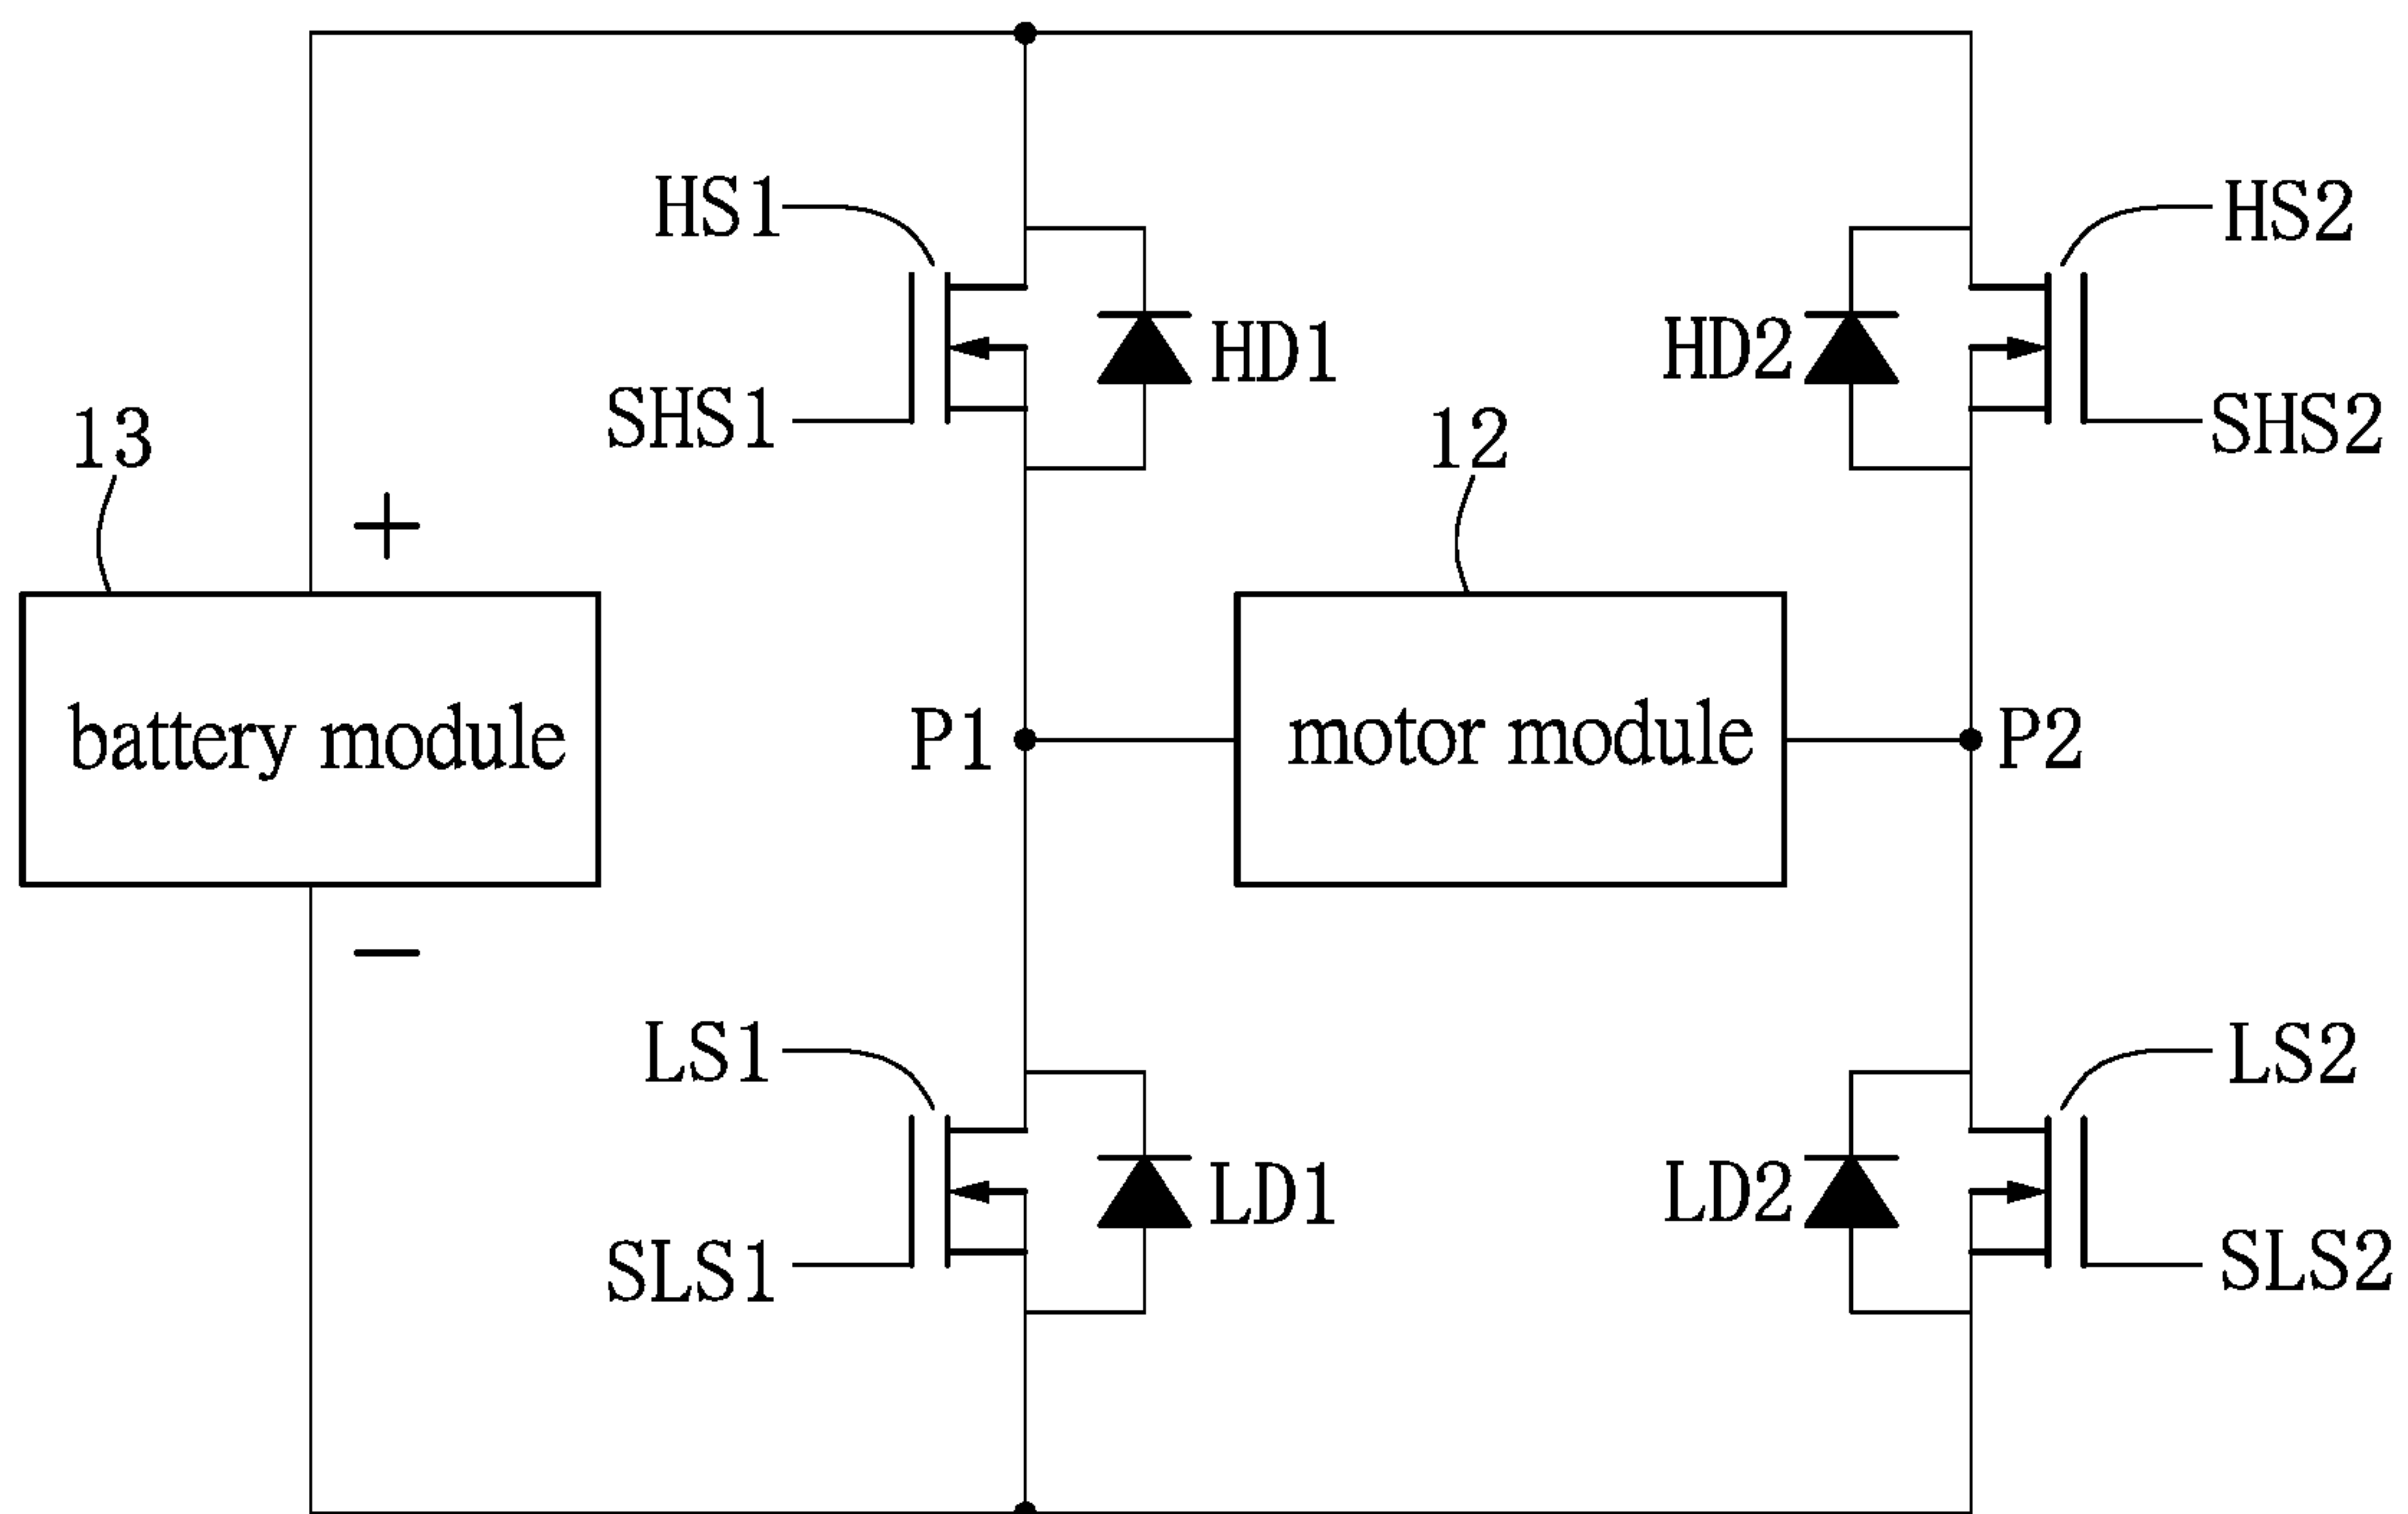 HS1
HS2
HD1
HD2
SHS1
SHS2
13
12
+
battery module
P1
motor module
P2
−
LS1
LS2
LD1
LD2
SLS1
SLS2